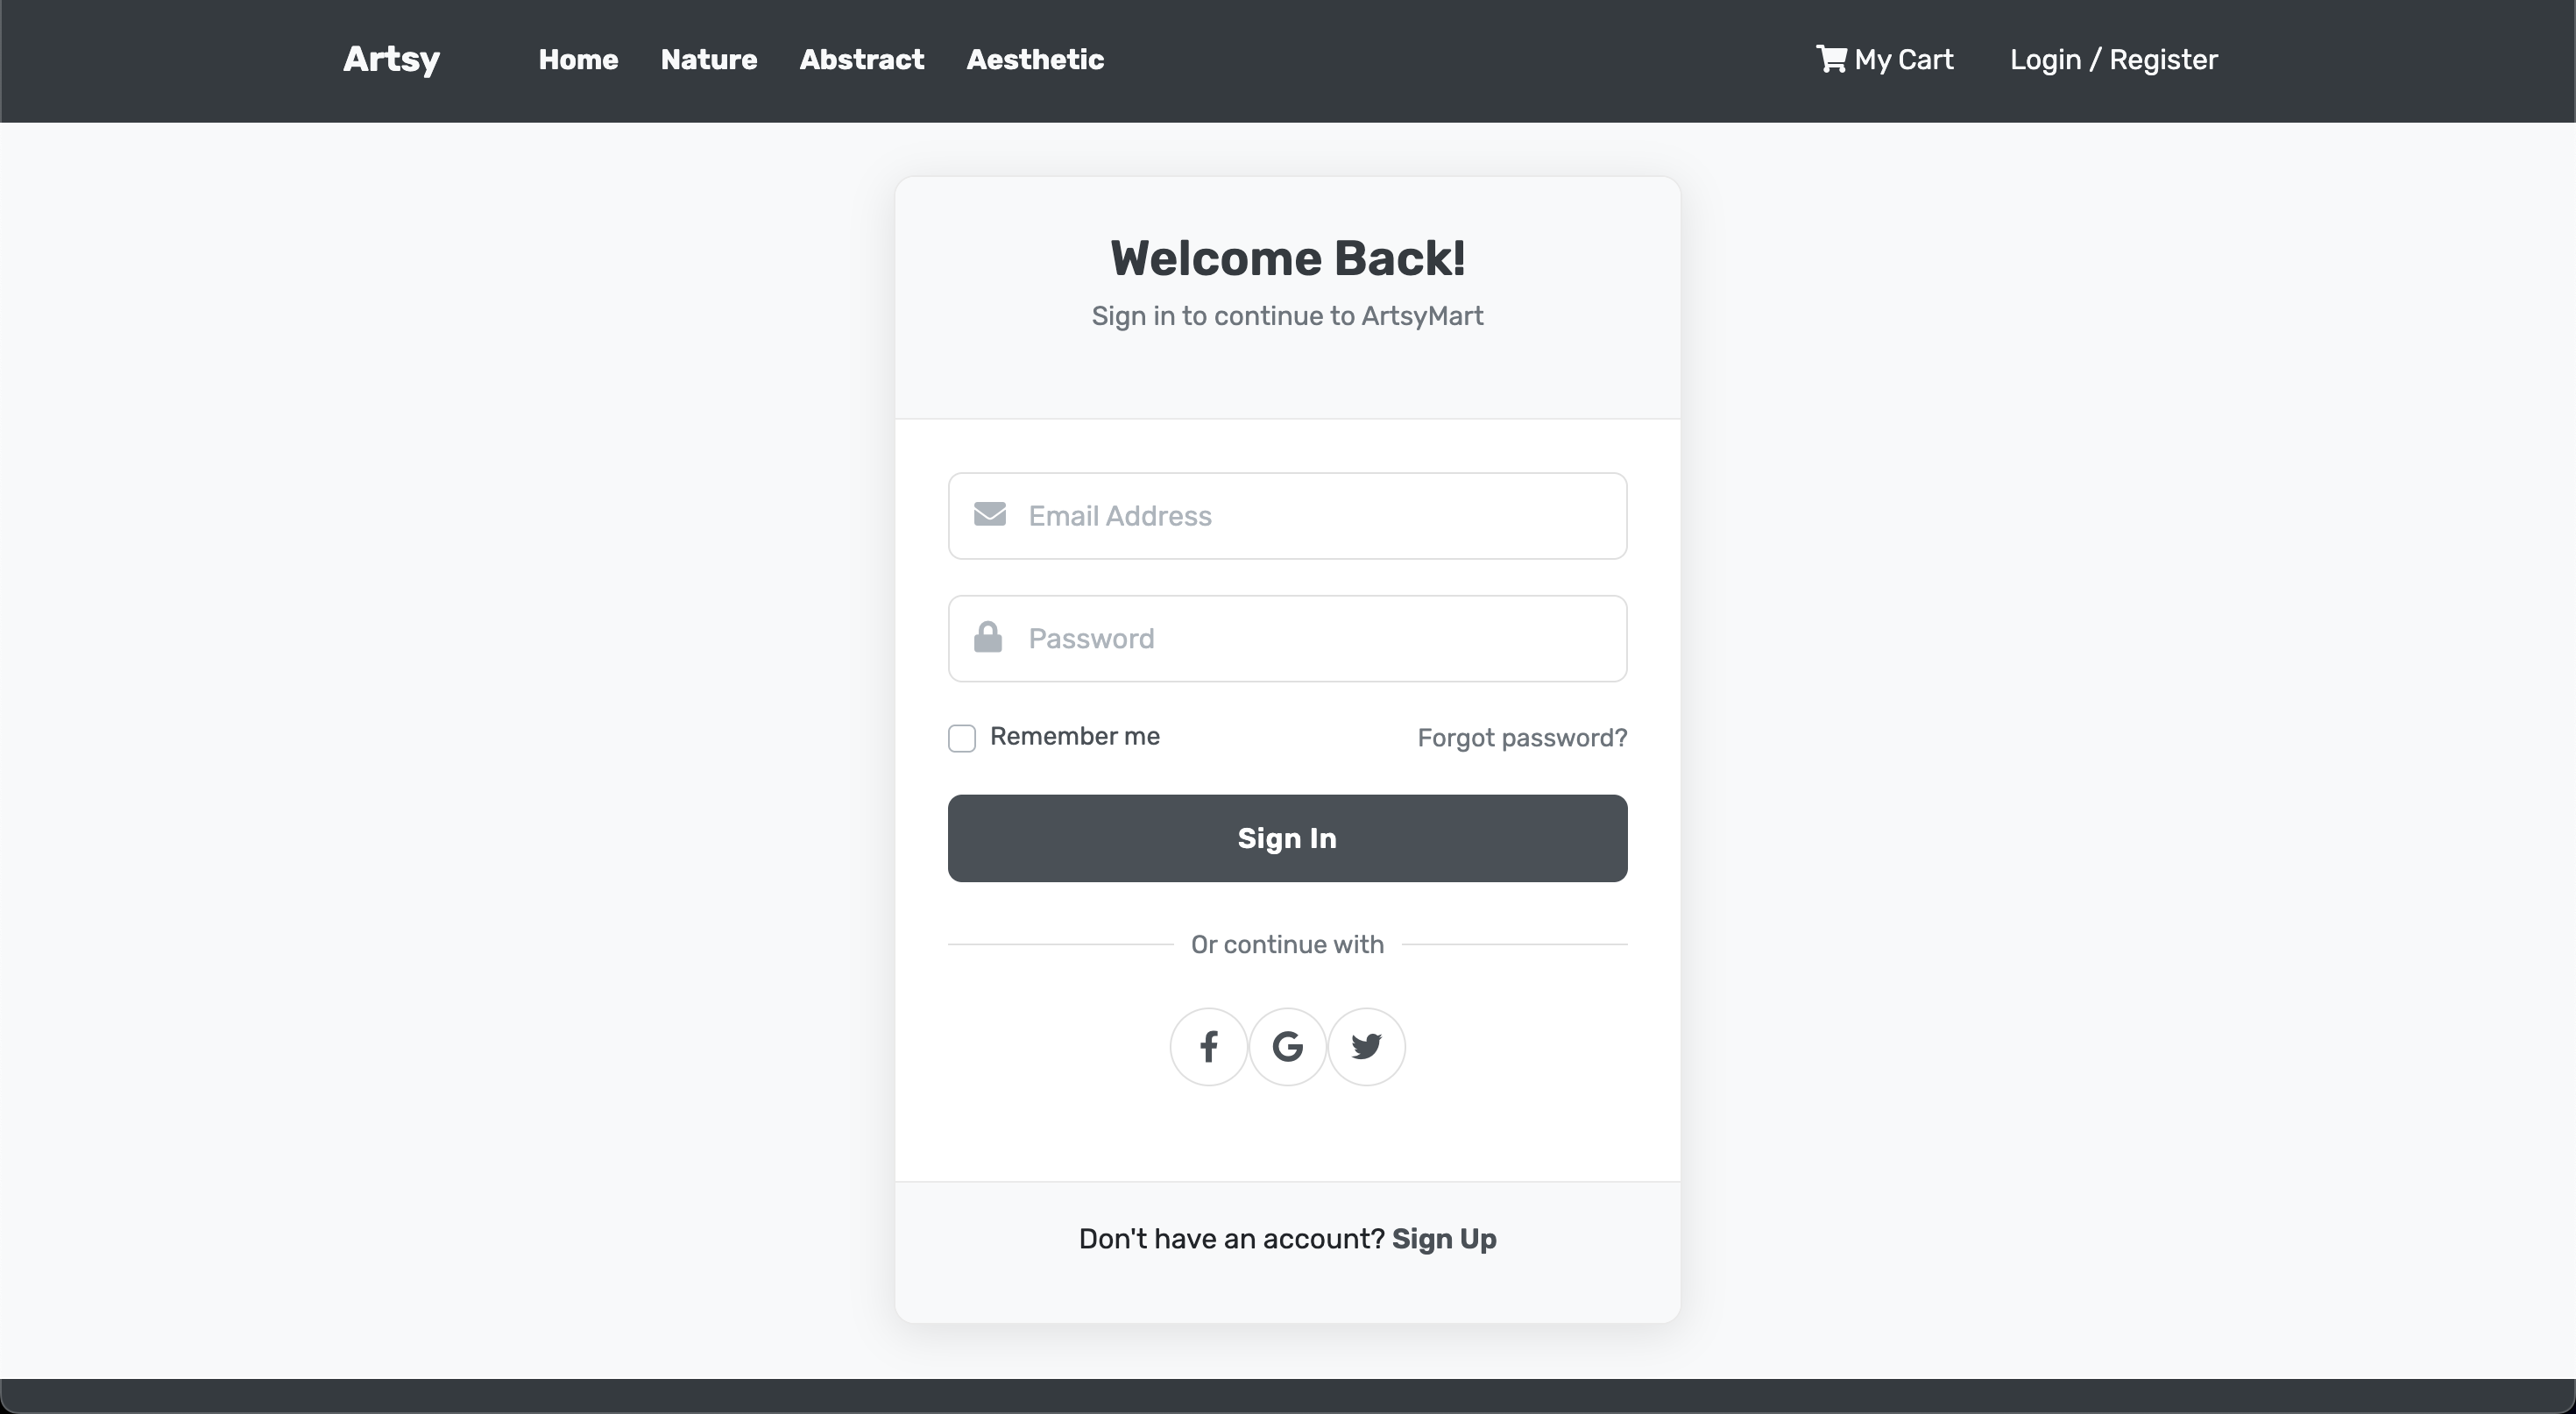 Artsy Home Nature Abstract Aesthetic My Cart Login / Register
Welcome Back!
Sign in to continue to ArtsyMart
Email Address
Password
Remember me Forgot password?
Sign In
Or continue with
Don't have an account? Sign Up